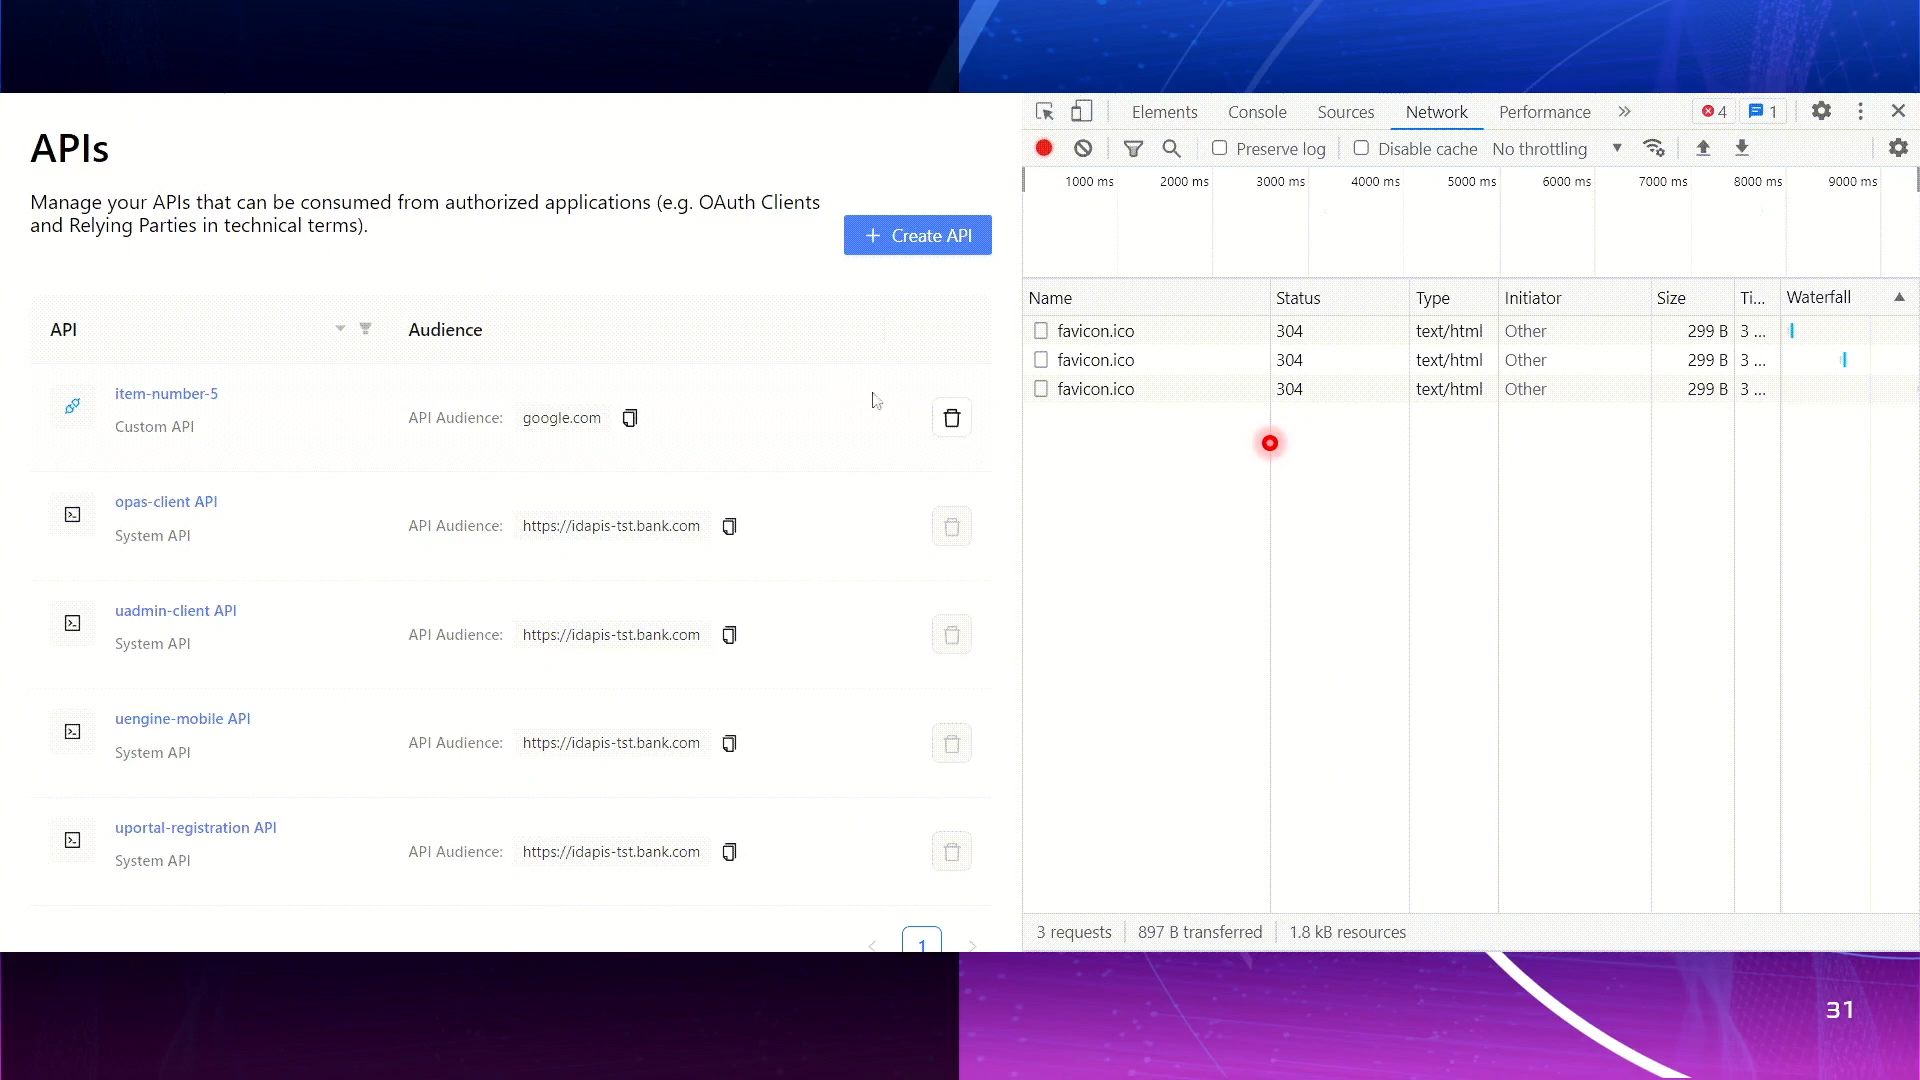 APIs
Manage your APIs that can be consumed from authorized applications (e.g. OAuth Clients
and Relying Parties in technical terms).
+ Create API
API Audience
item-number-5
Custom API
API Audience: google.com
opas-client API
System API
API Audience: https://idapis-tst.bank.com
uadmin-client API
System API
API Audience: https://idapis-tst.bank.com
uengine-mobile API
System API
API Audience: https://idapis-tst.bank.com
uportal-registration API
System API
API Audience: https://idapis-tst.bank.com
< 1 >
Elements Console Sources Network Performance » 4 1
Preserve log Disable cache No throttling
1000 ms 2000 ms 3000 ms 4000 ms 5000 ms 6000 ms 7000 ms 8000 ms 9000 ms
Name Status Type Initiator Size Ti... Waterfall
favicon.ico 304 text/html Other 299 B 3 ...
favicon.ico 304 text/html Other 299 B 3 ...
favicon.ico 304 text/html Other 299 B 3 ...
3 requests 897 B transferred 1.8 kB resources
31